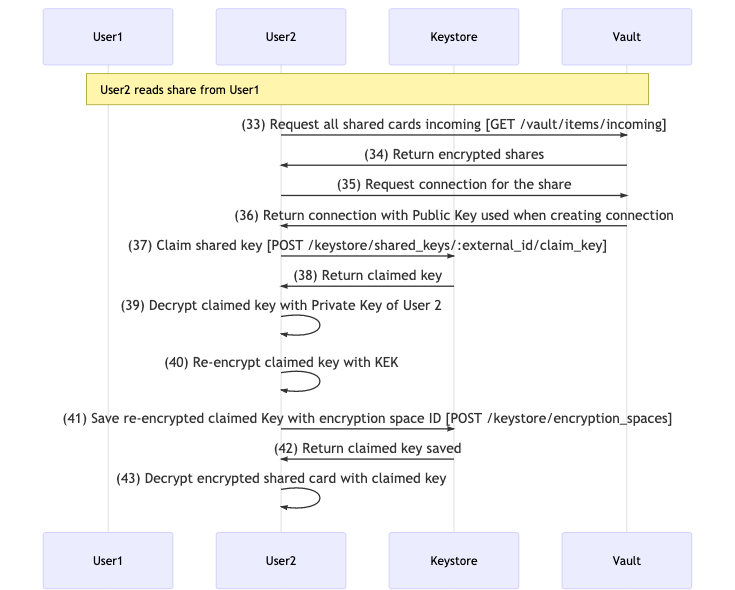 User1 User2 Keystore Vault
User2 reads share from User1
(33) Request all shared cards incoming [GET /vault/items/incoming]
(34) Return encrypted shares
(35) Request connection for the share
(36) Return connection with Public Key used when creating connection
(37) Claim shared key [POST /keystore/shared_keys/:external_id/claim_key]
(38) Return claimed key
(39) Decrypt claimed key with Private Key of User 2
(40) Re-encrypt claimed key with KEK
(41) Save re-encrypted claimed Key with encryption space ID [POST /keystore/encryption_spaces]
(42) Return claimed key saved
(43) Decrypt encrypted shared card with claimed key
User1 User2 Keystore Vault